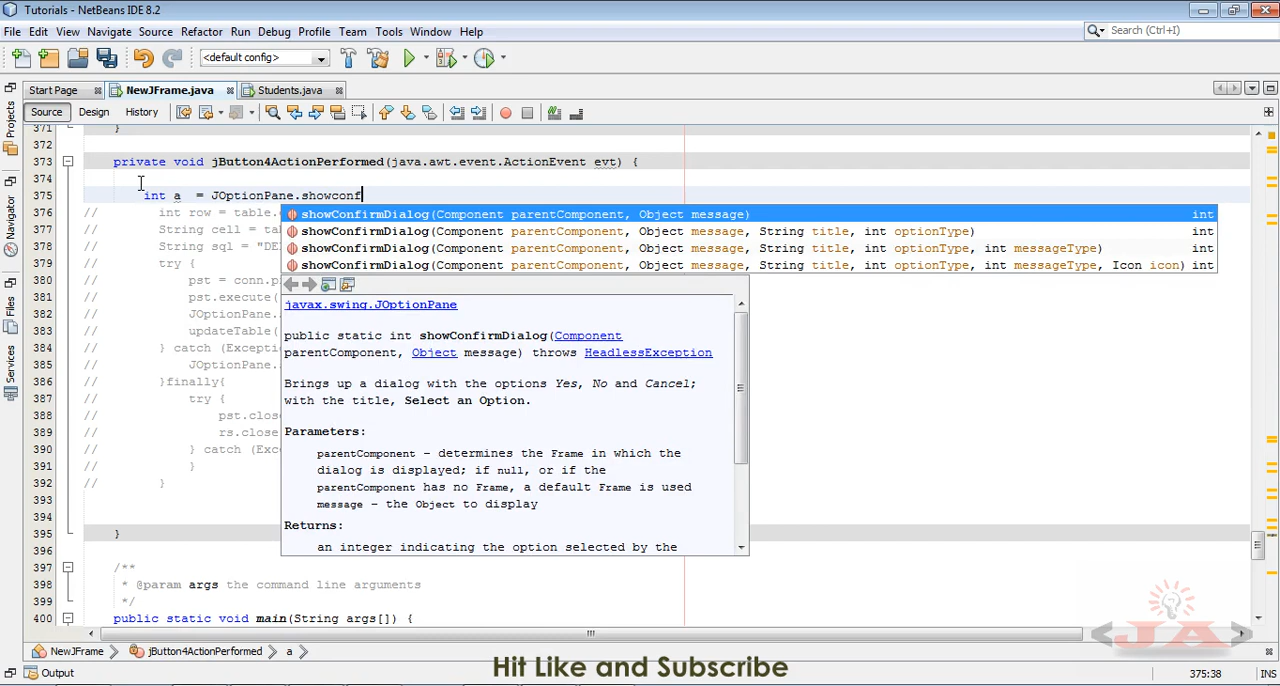 Tutorials - NetBeans IDE 8.2
File Edit View Navigate Source Refactor Run Debug Profile Team Tools Window Help
Search (Ctrl+I)
<default config>
Start Page NewJFrame.java Students.java
Source Design History
Projects
Navigator
Files
Services
371 }
372
373 private void jButton4ActionPerformed(java.awt.event.ActionEvent evt) {
374
375 int a  = JOptionPane.showconf
376 // int row = table.
377 // String cell = tab
378 // String sql = "DE
379 // try {
380 // pst = conn.p
381 // pst.execute(
382 // JOptionPane.
383 // updateTable(
384 // } catch (Excepti
385 // JOptionPane.
386 // }finally{
387 // try {
388 // pst.clos
389 // rs.close
390 // } catch (Exc
391 // }
392 // }
393
394
395 }
396
397 /**
398 * @param args the command line arguments
399 */
400 public static void main(String args[]) {
showConfirmDialog(Component parentComponent, Object message) int
showConfirmDialog(Component parentComponent, Object message, String title, int optionType) int
showConfirmDialog(Component parentComponent, Object message, String title, int optionType, int messageType) int
showConfirmDialog(Component parentComponent, Object message, String title, int optionType, int messageType, Icon icon) int
javax.swing.JOptionPane
public static int showConfirmDialog(Component
parentComponent, Object message) throws HeadlessException
Brings up a dialog with the options Yes, No and Cancel;
with the title, Select an Option.
Parameters:
parentComponent - determines the Frame in which the
dialog is displayed; if null, or if the
parentComponent has no Frame, a default Frame is used
message - the Object to display
Returns:
an integer indicating the option selected by the
<JA>
NewJFrame jButton4ActionPerformed a
Output
Hit Like and Subscribe
375:38 INS